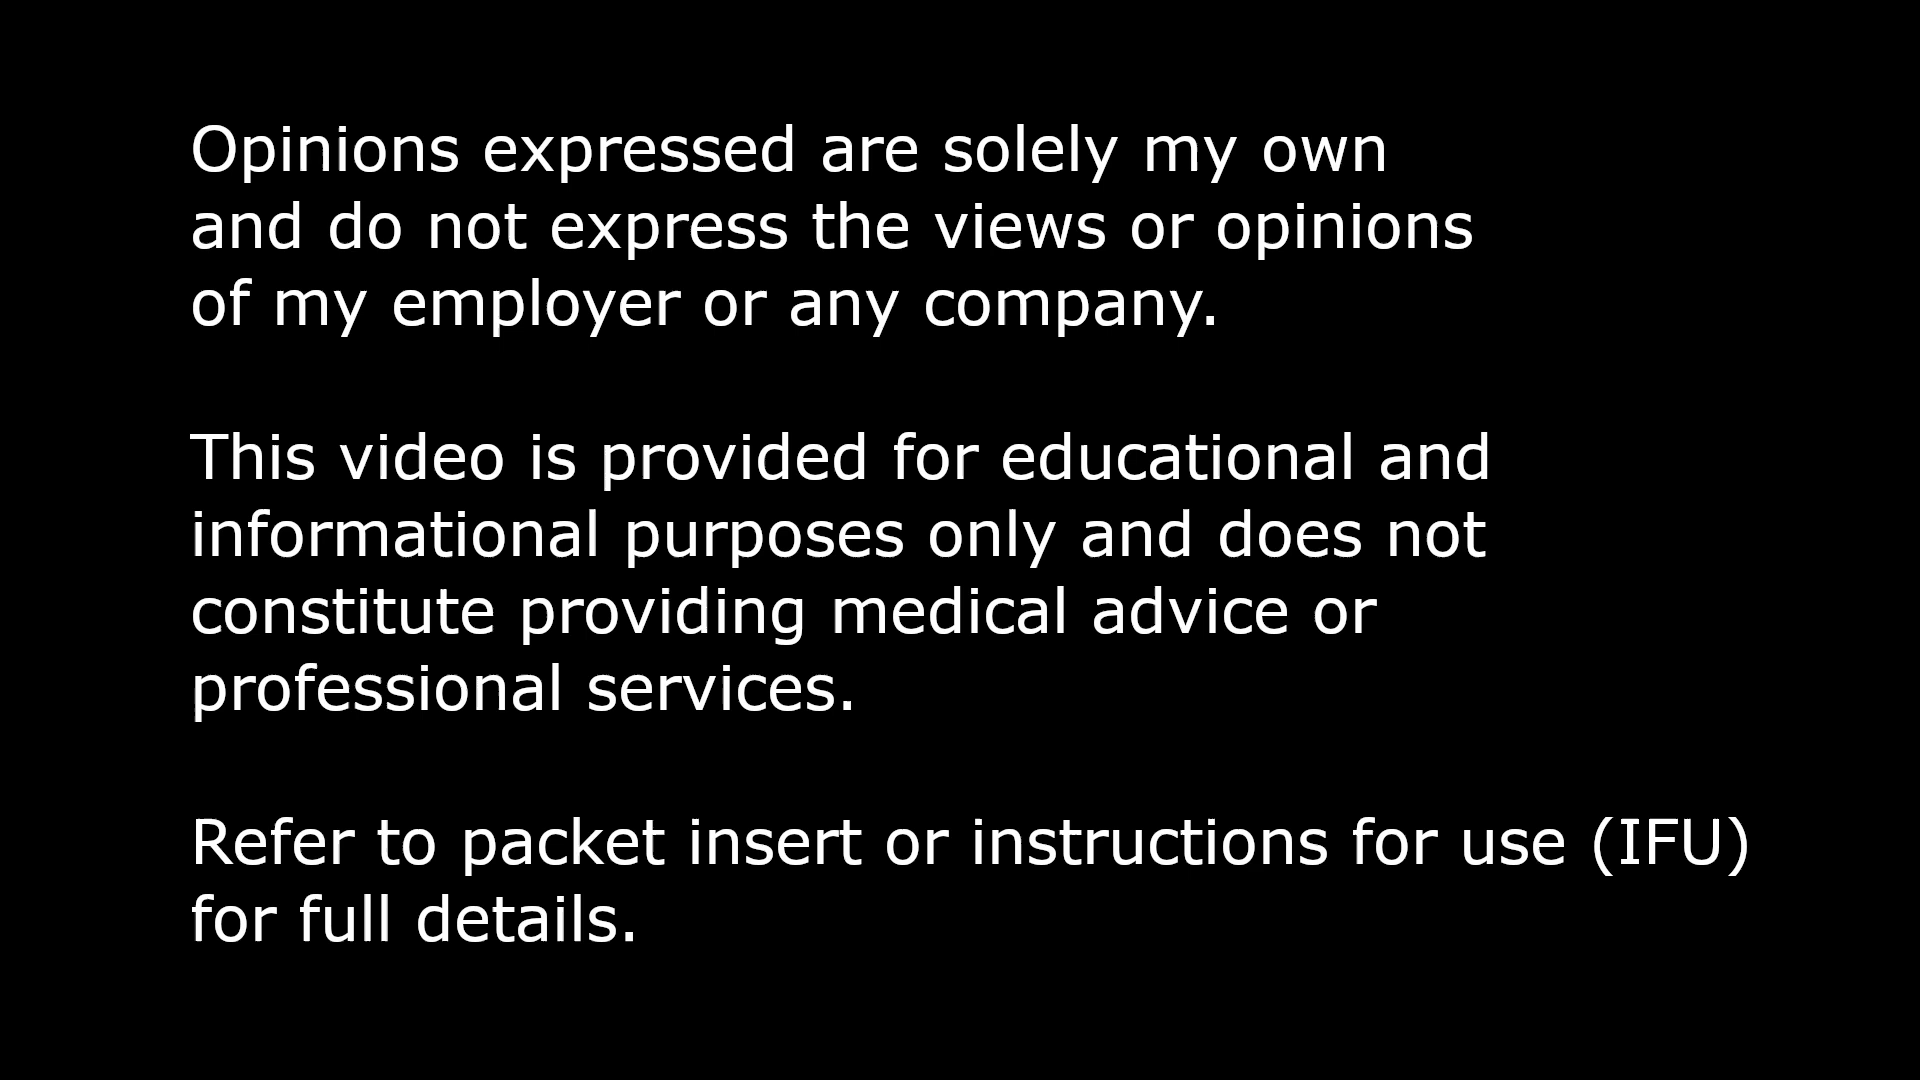 Opinions expressed are solely my own
and do not express the views or opinions
of my employer or any company.
This video is provided for educational and
informational purposes only and does not
constitute providing medical advice or
professional services.
Refer to packet insert or instructions for use (IFU)
for full details.